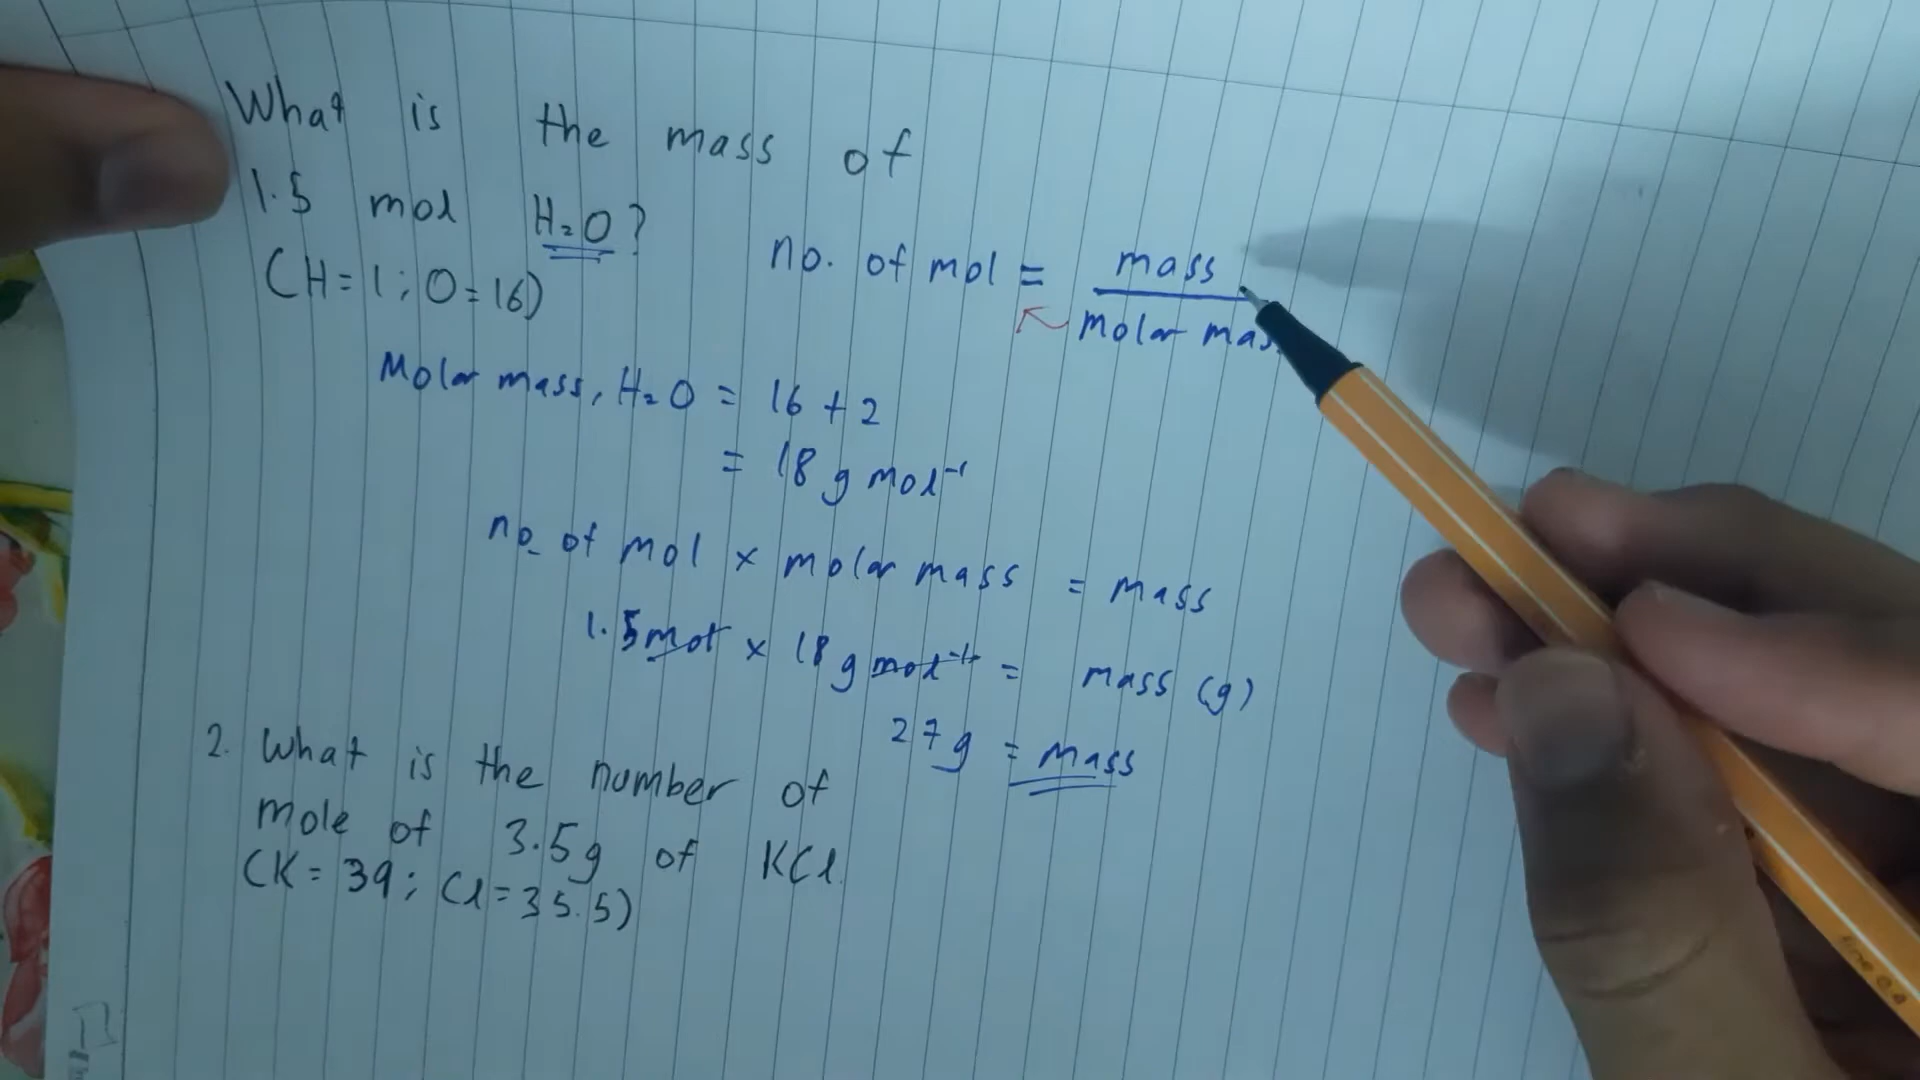 What is the mass of
1.5 mol H₂O?
(H=1; O=16)
no. of mol = mass
molar mas
Molar mass, H₂O = 16 + 2
= 18 g mol⁻¹
no. of mol × molar mass = mass
1.5 mol × 18 g mol⁻¹ = mass (g)
27g = mass
2. What is the number of
mole of 3.5g of KCl.
(K = 39; Cl = 35.5)